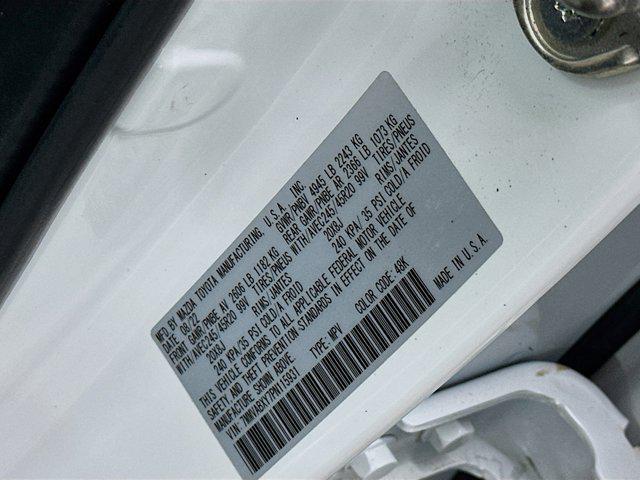 MFD BY MAZDA TOYOTA MANUFACTURING, U.S.A., INC.
DATE: 08/22 GVWR/PNBV 4945 LB 2243 KG
FRONT GAWR/PNBE AV 2606 LB 1182 KG REAR GAWR/PNBE AR 2366 LB 1073 KG
WITH/AVEC245/45R20 99V TIRES/PNEUS WITH/AVEC245/45R20 99V TIRES/PNEUS
20X8J RIMS/JANTES 20X8J RIMS/JANTES
240 KPA/35 PSI COLD/A FROID 240 KPA/35 PSI COLD/A FROID
THIS VEHICLE CONFORMS TO ALL APPLICABLE FEDERAL MOTOR VEHICLE
SAFETY AND THEFT PREVENTION STANDARDS IN EFFECT ON THE DATE OF
MANUFACTURE SHOWN ABOVE.
VIN: TYPE: MPV COLOR CODE: 46K
MADE IN U.S.A.